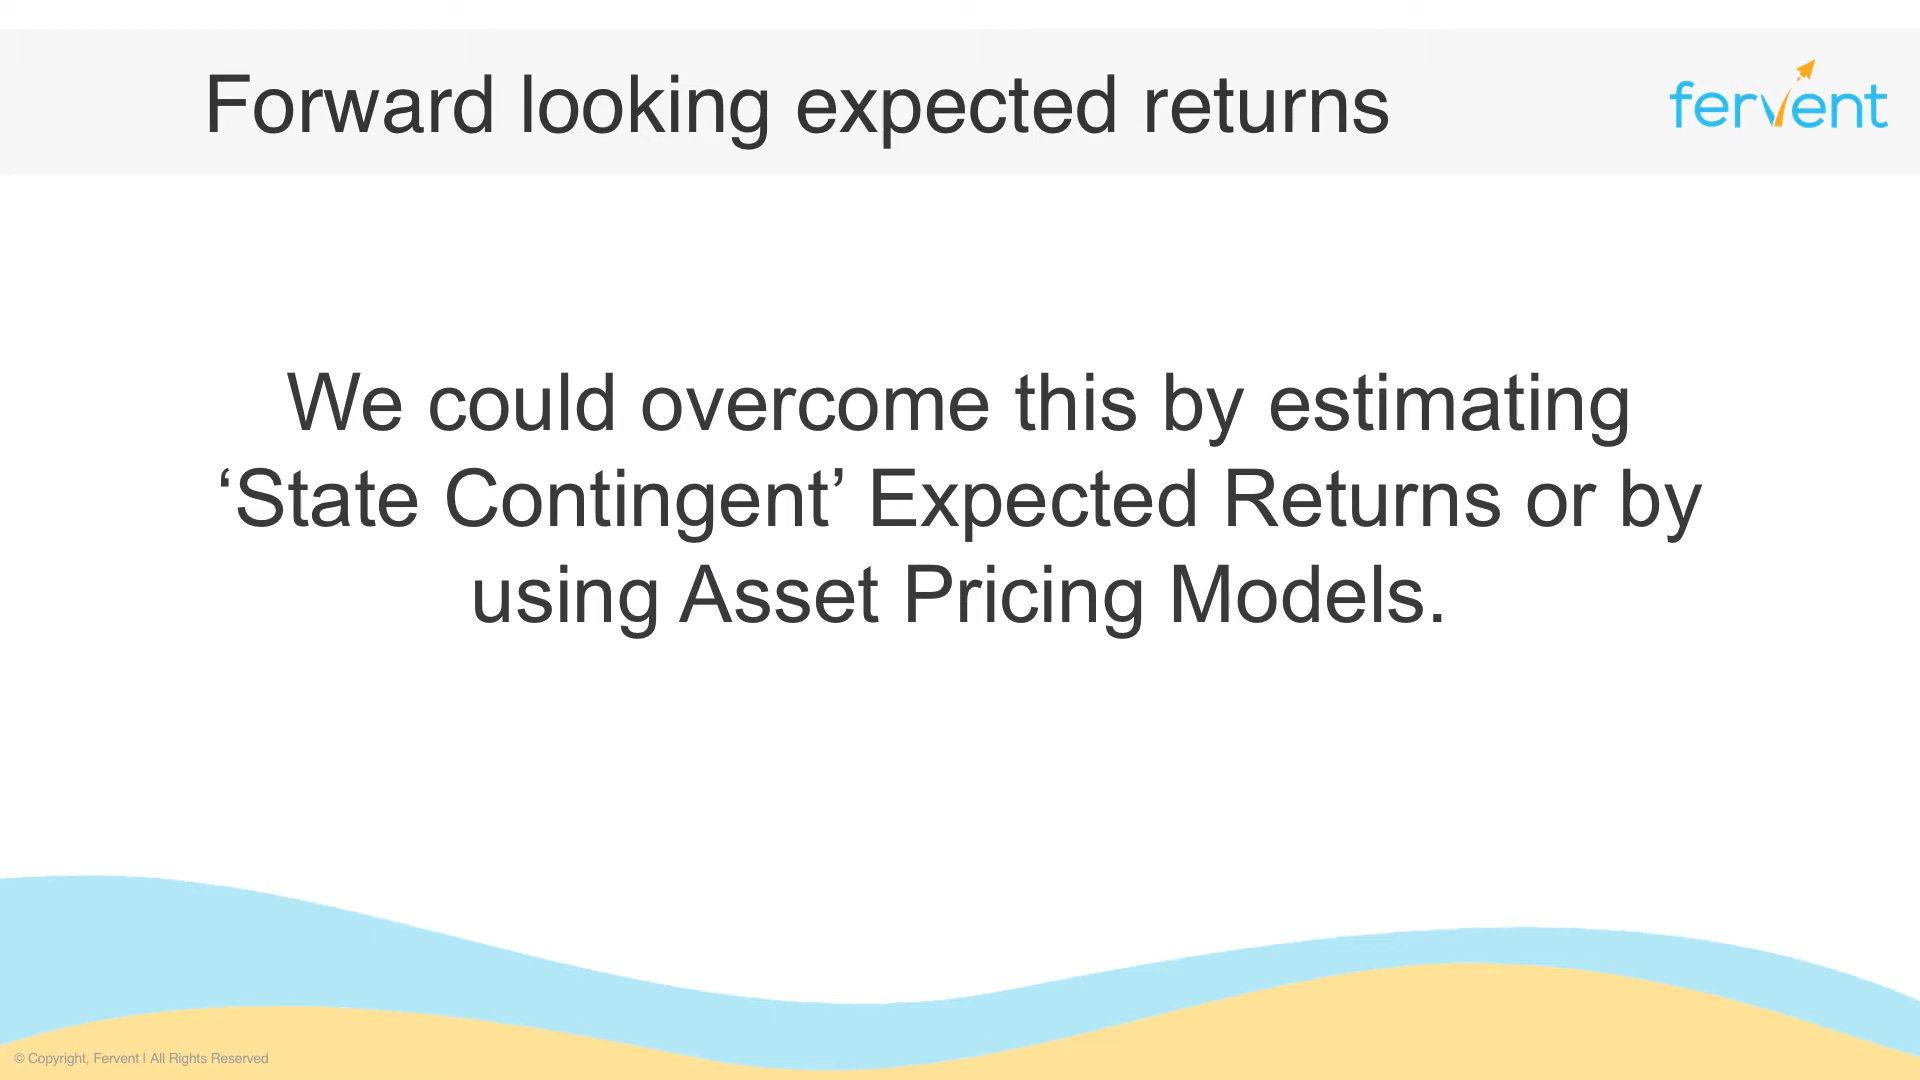 Forward looking expected returns
fervent
We could overcome this by estimating
‘State Contingent’ Expected Returns or by
using Asset Pricing Models.
© Copyright, Fervent | All Rights Reserved